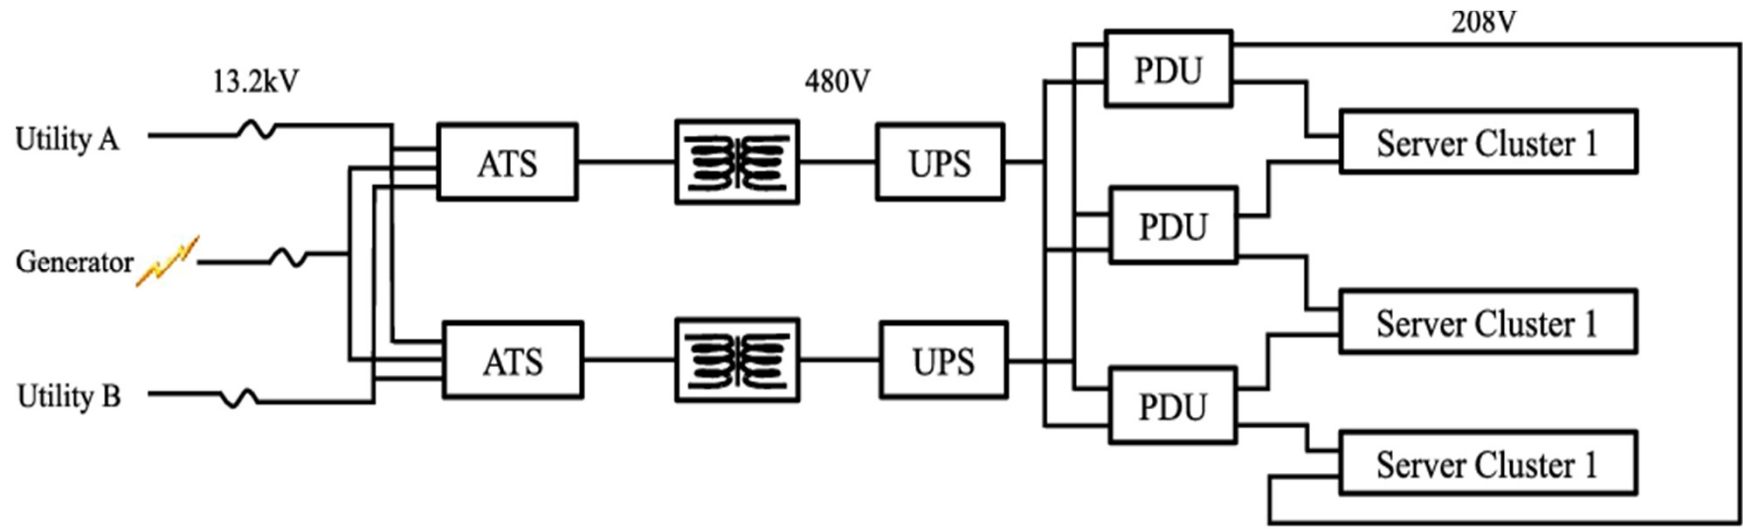 208V
13.2kV
480V
PDU
Utility A
ATS
UPS
Server Cluster 1
PDU
Generator
Server Cluster 1
ATS
UPS
Utility B
PDU
Server Cluster 1